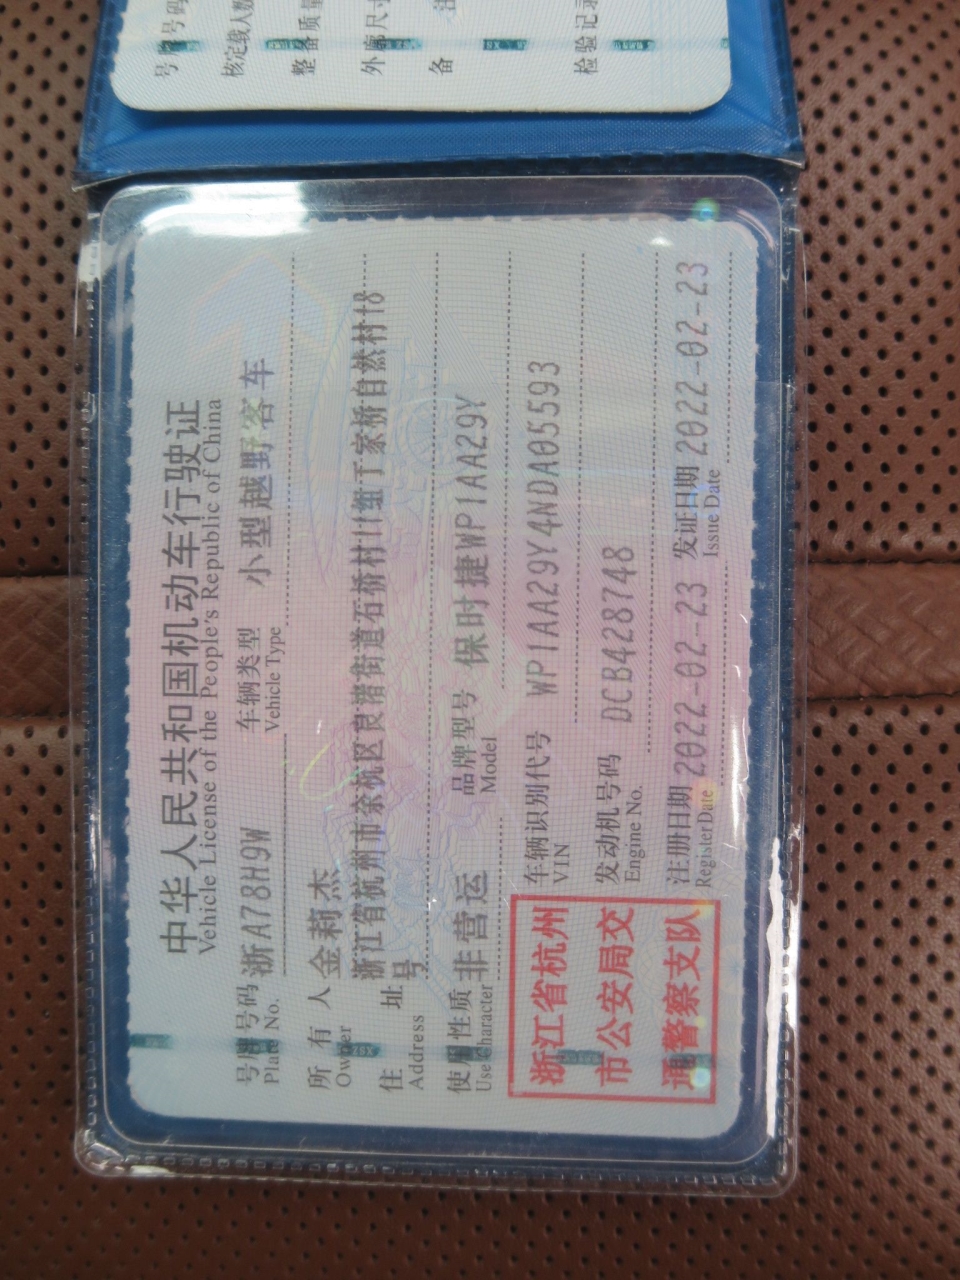 号牌号码
核定载人数
整备质量
外廓尺寸
备 注
检验记录
中华人民共和国机动车行驶证
Vehicle License of the People's Republic of China
号牌号码 浙A78H9W 车辆类型 小型越野客车
Plate No. Vehicle Type
所 有 人 金莉杰
Owner
住 址 浙江省杭州市余杭区良渚街道石桥村11组丁家桥自然村18号
Address
使用性质 非营运 品牌型号 保时捷WP1AA29Y
Use Character Model
浙江省杭州市公安局交通警察支队
车辆识别代号 WP1AA29Y4NDA05593
VIN
发动机号码 DCB428748
Engine No.
注册日期 2022-02-23 发证日期 2022-02-23
Register Date Issue Date